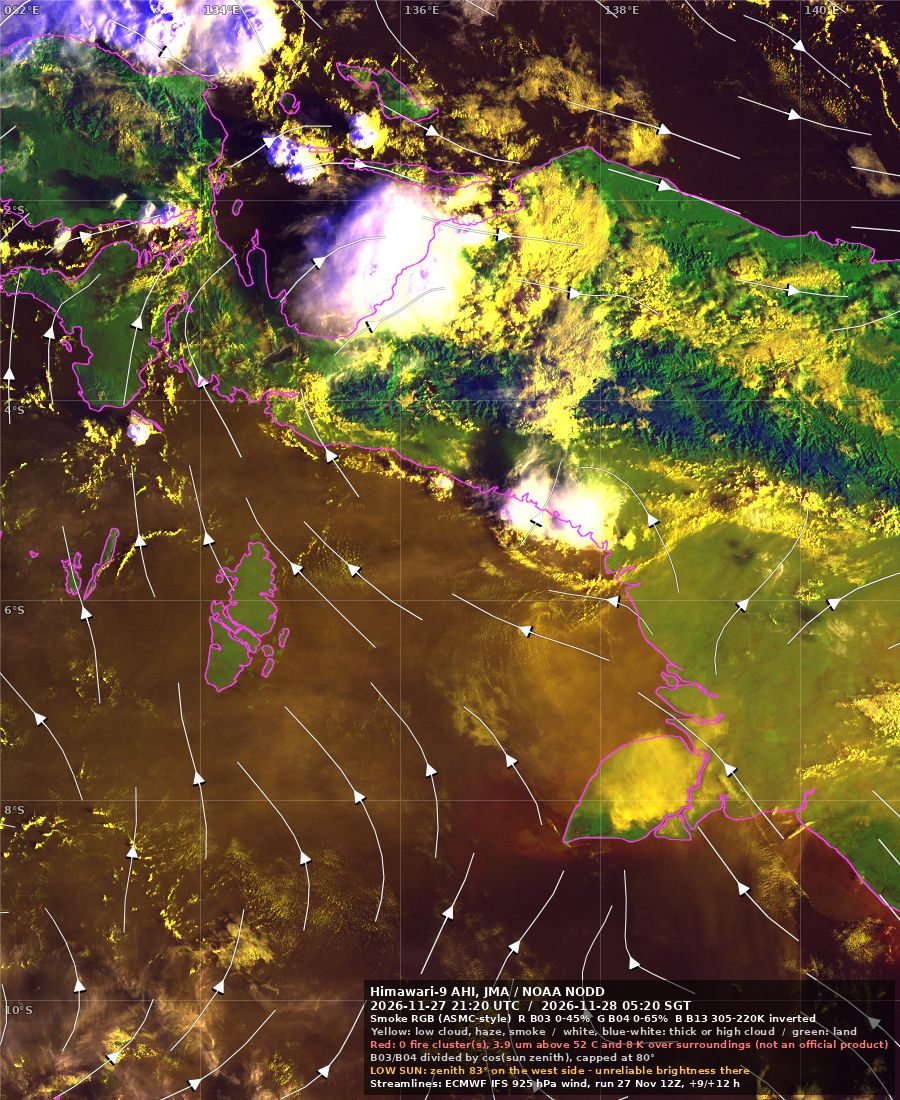 092°E 134°E 136°E 138°E 140°E
2°S
4°S
6°S
8°S
10°S
Himawari-9 AHI, JMA / NOAA NODD
2026-11-27 21:20 UTC / 2026-11-28 05:20 SGT
Smoke RGB (ASMC-style) R B03 0-45% G B04 0-65% B B13 305-220K inverted
Yellow: low cloud, haze, smoke / white, blue-white: thick or high cloud / green: land
Red: 0 fire cluster(s), 3.9 um above 52 C and 8 K over surroundings (not an official product)
B03/B04 divided by cos(sun zenith), capped at 80°
LOW SUN: zenith 83° on the west side - unreliable brightness there
Streamlines: ECMWF IFS 925 hPa wind, run 27 Nov 12Z, +9/+12 h